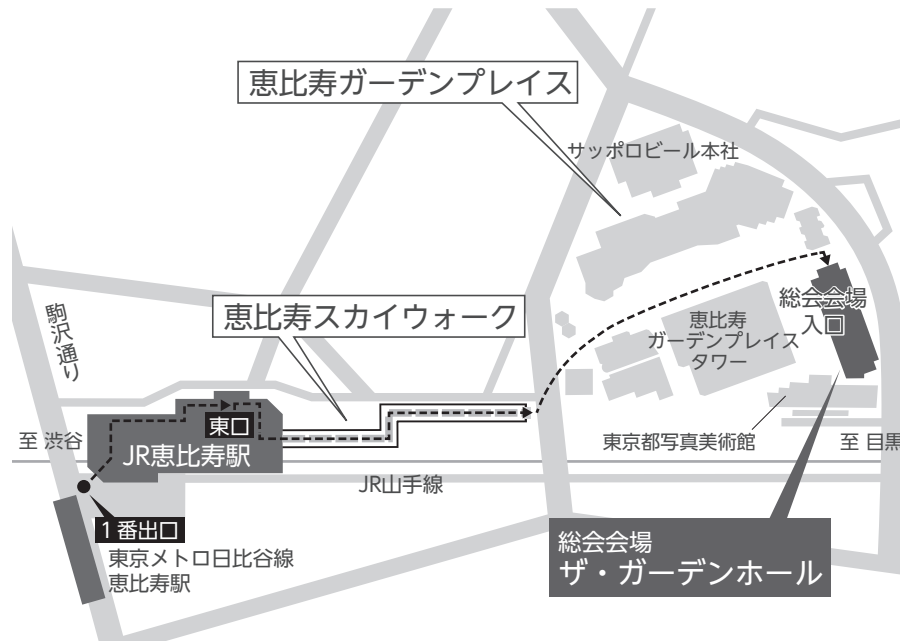 恵比寿ガーデンプレイス
サッポロビール本社
恵比寿スカイウォーク
駒沢通り
総会会場
入口
恵比寿
ガーデンプレイス
タワー
東口
JR恵比寿駅
至 渋谷
東京都写真美術館
至 目黒
JR山手線
1番出口
東京メトロ日比谷線
恵比寿駅
総会会場
ザ・ガーデンホール